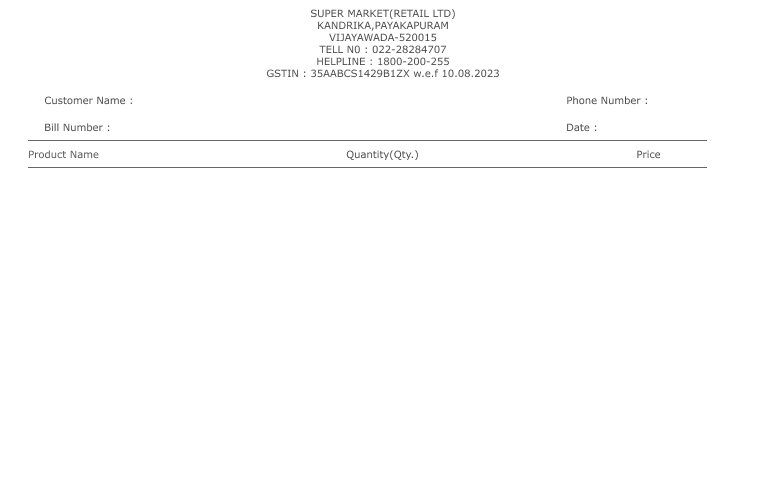 SUPER MARKET(RETAIL LTD)
KANDRIKA,PAYAKAPURAM
VIJAYAWADA-520015
TELL N0 : 022-28284707
HELPLINE : 1800-200-255
GSTIN : 35AABCS1429B1ZX w.e.f 10.08.2023
Customer Name : Phone Number :
Bill Number : Date :
Product Name Quantity(Qty.) Price